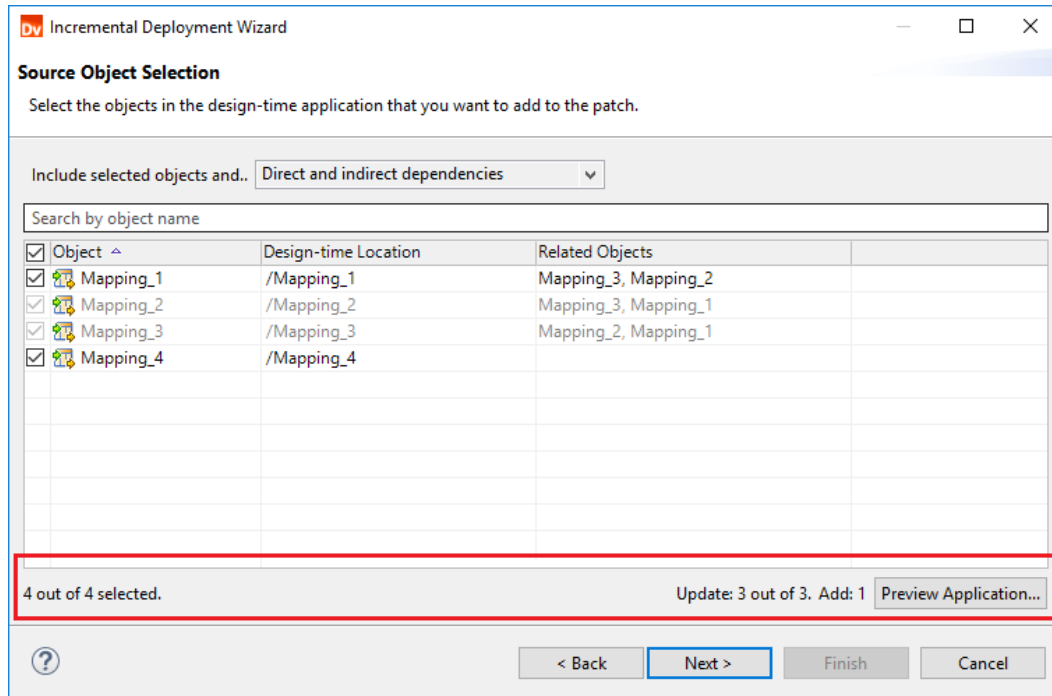 Dv Incremental Deployment Wizard
Source Object Selection
Select the objects in the design-time application that you want to add to the patch.
Include selected objects and.. Direct and indirect dependencies
Search by object name
Object Design-time Location Related Objects
Mapping_1 /Mapping_1 Mapping_3, Mapping_2
Mapping_2 /Mapping_2 Mapping_3, Mapping_1
Mapping_3 /Mapping_3 Mapping_2, Mapping_1
Mapping_4 /Mapping_4
4 out of 4 selected. Update: 3 out of 3. Add: 1 Preview Application...
? < Back Next > Finish Cancel